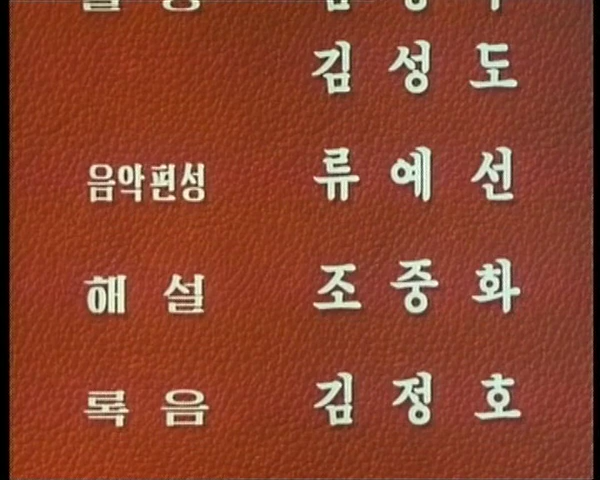 김 성 도
음악편성 류 예 선
해 설 조 중 화
록 음 김 정 호